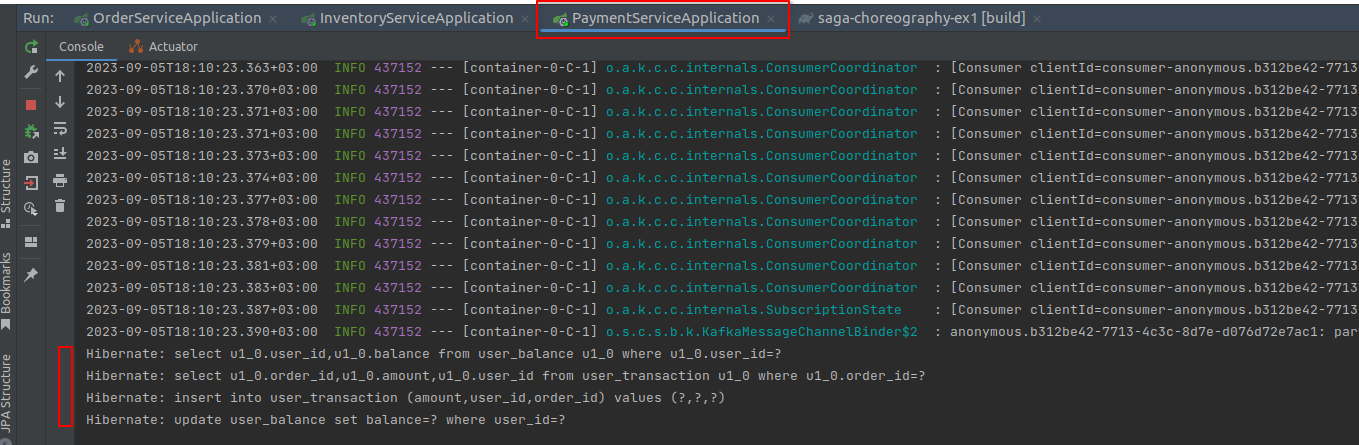 Run: OrderServiceApplication × InventoryServiceApplication × PaymentServiceApplication × saga-choreography-ex1 [build] ×
Console Actuator
2023-09-05T18:10:23.363+03:00 INFO 437152 --- [container-0-C-1] o.a.k.c.c.internals.ConsumerCoordinator : [Consumer clientId=consumer-anonymous.b312be42-7713
2023-09-05T18:10:23.370+03:00 INFO 437152 --- [container-0-C-1] o.a.k.c.c.internals.ConsumerCoordinator : [Consumer clientId=consumer-anonymous.b312be42-7713
2023-09-05T18:10:23.371+03:00 INFO 437152 --- [container-0-C-1] o.a.k.c.c.internals.ConsumerCoordinator : [Consumer clientId=consumer-anonymous.b312be42-7713
2023-09-05T18:10:23.371+03:00 INFO 437152 --- [container-0-C-1] o.a.k.c.c.internals.ConsumerCoordinator : [Consumer clientId=consumer-anonymous.b312be42-7713
2023-09-05T18:10:23.373+03:00 INFO 437152 --- [container-0-C-1] o.a.k.c.c.internals.ConsumerCoordinator : [Consumer clientId=consumer-anonymous.b312be42-7713
2023-09-05T18:10:23.374+03:00 INFO 437152 --- [container-0-C-1] o.a.k.c.c.internals.ConsumerCoordinator : [Consumer clientId=consumer-anonymous.b312be42-7713
2023-09-05T18:10:23.377+03:00 INFO 437152 --- [container-0-C-1] o.a.k.c.c.internals.ConsumerCoordinator : [Consumer clientId=consumer-anonymous.b312be42-7713
2023-09-05T18:10:23.378+03:00 INFO 437152 --- [container-0-C-1] o.a.k.c.c.internals.ConsumerCoordinator : [Consumer clientId=consumer-anonymous.b312be42-7713
2023-09-05T18:10:23.379+03:00 INFO 437152 --- [container-0-C-1] o.a.k.c.c.internals.ConsumerCoordinator : [Consumer clientId=consumer-anonymous.b312be42-7713
2023-09-05T18:10:23.381+03:00 INFO 437152 --- [container-0-C-1] o.a.k.c.c.internals.ConsumerCoordinator : [Consumer clientId=consumer-anonymous.b312be42-7713
2023-09-05T18:10:23.383+03:00 INFO 437152 --- [container-0-C-1] o.a.k.c.c.internals.ConsumerCoordinator : [Consumer clientId=consumer-anonymous.b312be42-7713
2023-09-05T18:10:23.387+03:00 INFO 437152 --- [container-0-C-1] o.a.k.c.c.internals.SubscriptionState : [Consumer clientId=consumer-anonymous.b312be42-7713
2023-09-05T18:10:23.390+03:00 INFO 437152 --- [container-0-C-1] o.s.c.s.b.k.KafkaMessageChannelBinder$2 : anonymous.b312be42-7713-4c3c-8d7e-d076d72e7ac1: par
Hibernate: select u1_0.user_id,u1_0.balance from user_balance u1_0 where u1_0.user_id=?
Hibernate: select u1_0.order_id,u1_0.amount,u1_0.user_id from user_transaction u1_0 where u1_0.order_id=?
Hibernate: insert into user_transaction (amount,user_id,order_id) values (?,?,?)
Hibernate: update user_balance set balance=? where user_id=?
Structure
Bookmarks
JPA Structure